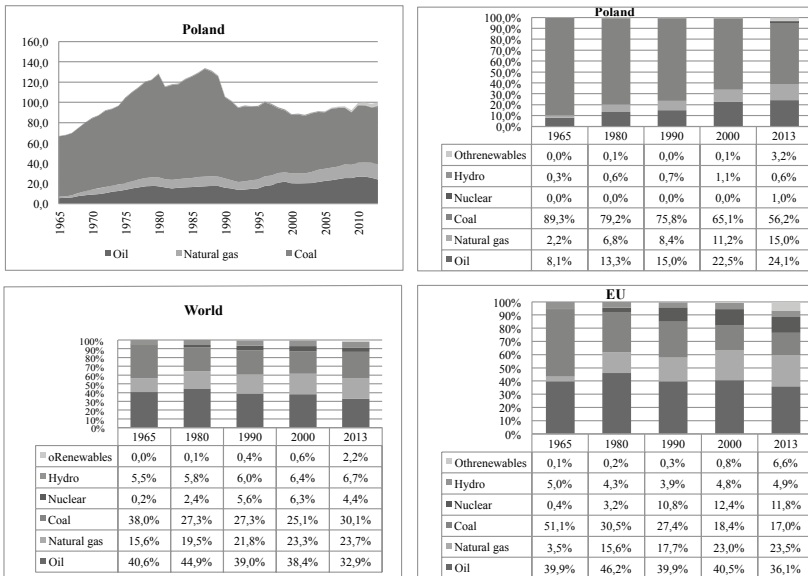 Poland
160,0
140,0
120,0
100,0
80,0
60,0
40,0
20,0
0,0
1965
1970
1975
1980
1985
1990
1995
2000
2005
2010
Oil Natural gas Coal
Poland
100,0%
90,0%
80,0%
70,0%
60,0%
50,0%
40,0%
30,0%
20,0%
10,0%
0,0%
1965 1980 1990 2000 2013
Othrenewables 0,0% 0,1% 0,0% 0,1% 3,2%
Hydro 0,3% 0,6% 0,7% 1,1% 0,6%
Nuclear 0,0% 0,0% 0,0% 0,0% 1,0%
Coal 89,3% 79,2% 75,8% 65,1% 56,2%
Natural gas 2,2% 6,8% 8,4% 11,2% 15,0%
Oil 8,1% 13,3% 15,0% 22,5% 24,1%
World
100%
90%
80%
70%
60%
50%
40%
30%
20%
10%
0%
1965 1980 1990 2000 2013
oRenewables 0,0% 0,1% 0,4% 0,6% 2,2%
Hydro 5,5% 5,8% 6,0% 6,4% 6,7%
Nuclear 0,2% 2,4% 5,6% 6,3% 4,4%
Coal 38,0% 27,3% 27,3% 25,1% 30,1%
Natural gas 15,6% 19,5% 21,8% 23,3% 23,7%
Oil 40,6% 44,9% 39,0% 38,4% 32,9%
EU
100%
90%
80%
70%
60%
50%
40%
30%
20%
10%
0%
1965 1980 1990 2000 2013
Othrenewables 0,1% 0,2% 0,3% 0,8% 6,6%
Hydro 5,0% 4,3% 3,9% 4,8% 4,9%
Nuclear 0,4% 3,2% 10,8% 12,4% 11,8%
Coal 51,1% 30,5% 27,4% 18,4% 17,0%
Natural gas 3,5% 15,6% 17,7% 23,0% 23,5%
Oil 39,9% 46,2% 39,9% 40,5% 36,1%